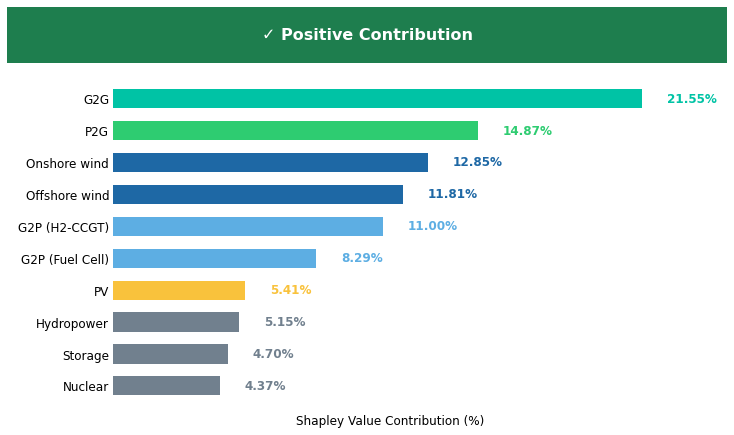 ✓ Positive Contribution
G2G 21.55%
P2G 14.87%
Onshore wind 12.85%
Offshore wind 11.81%
G2P (H2-CCGT) 11.00%
G2P (Fuel Cell) 8.29%
PV 5.41%
Hydropower 5.15%
Storage 4.70%
Nuclear 4.37%
Shapley Value Contribution (%)